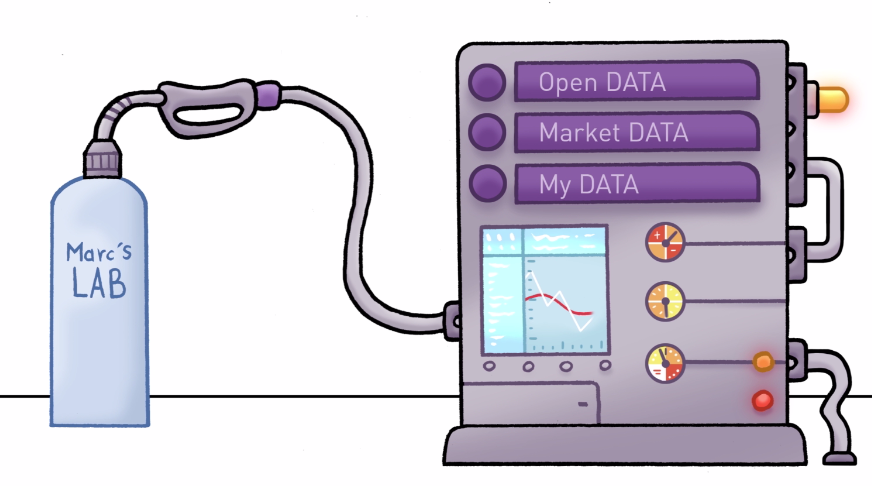 Open DATA
Market DATA
My DATA
Marc's
LAB